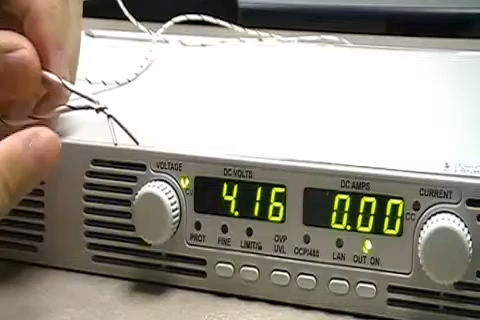 VOLTAGE
DC VOLTS
DC AMPS
CURRENT
CV
4.16
0.00
CC
PROT
FINE
LIMIT/
OVP
UVL
OCP/488
LAN
OUT ON